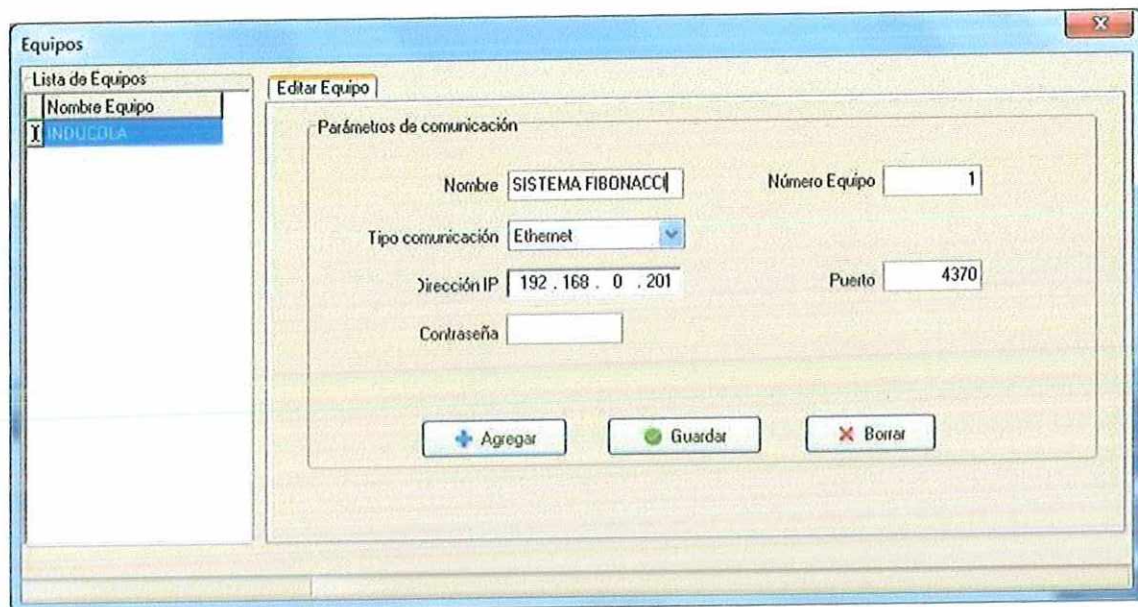 Equipos
Lista de Equipos
Nombre Equipo
INDUCOLA
Editar Equipo
Parámetros de comunicación
Nombre SISTEMA FIBONACCI Número Equipo 1
Tipo comunicación Ethernet
Dirección IP 192 . 168 . 0 . 201 Puerto 4370
Contraseña
Agregar Guardar Borrar